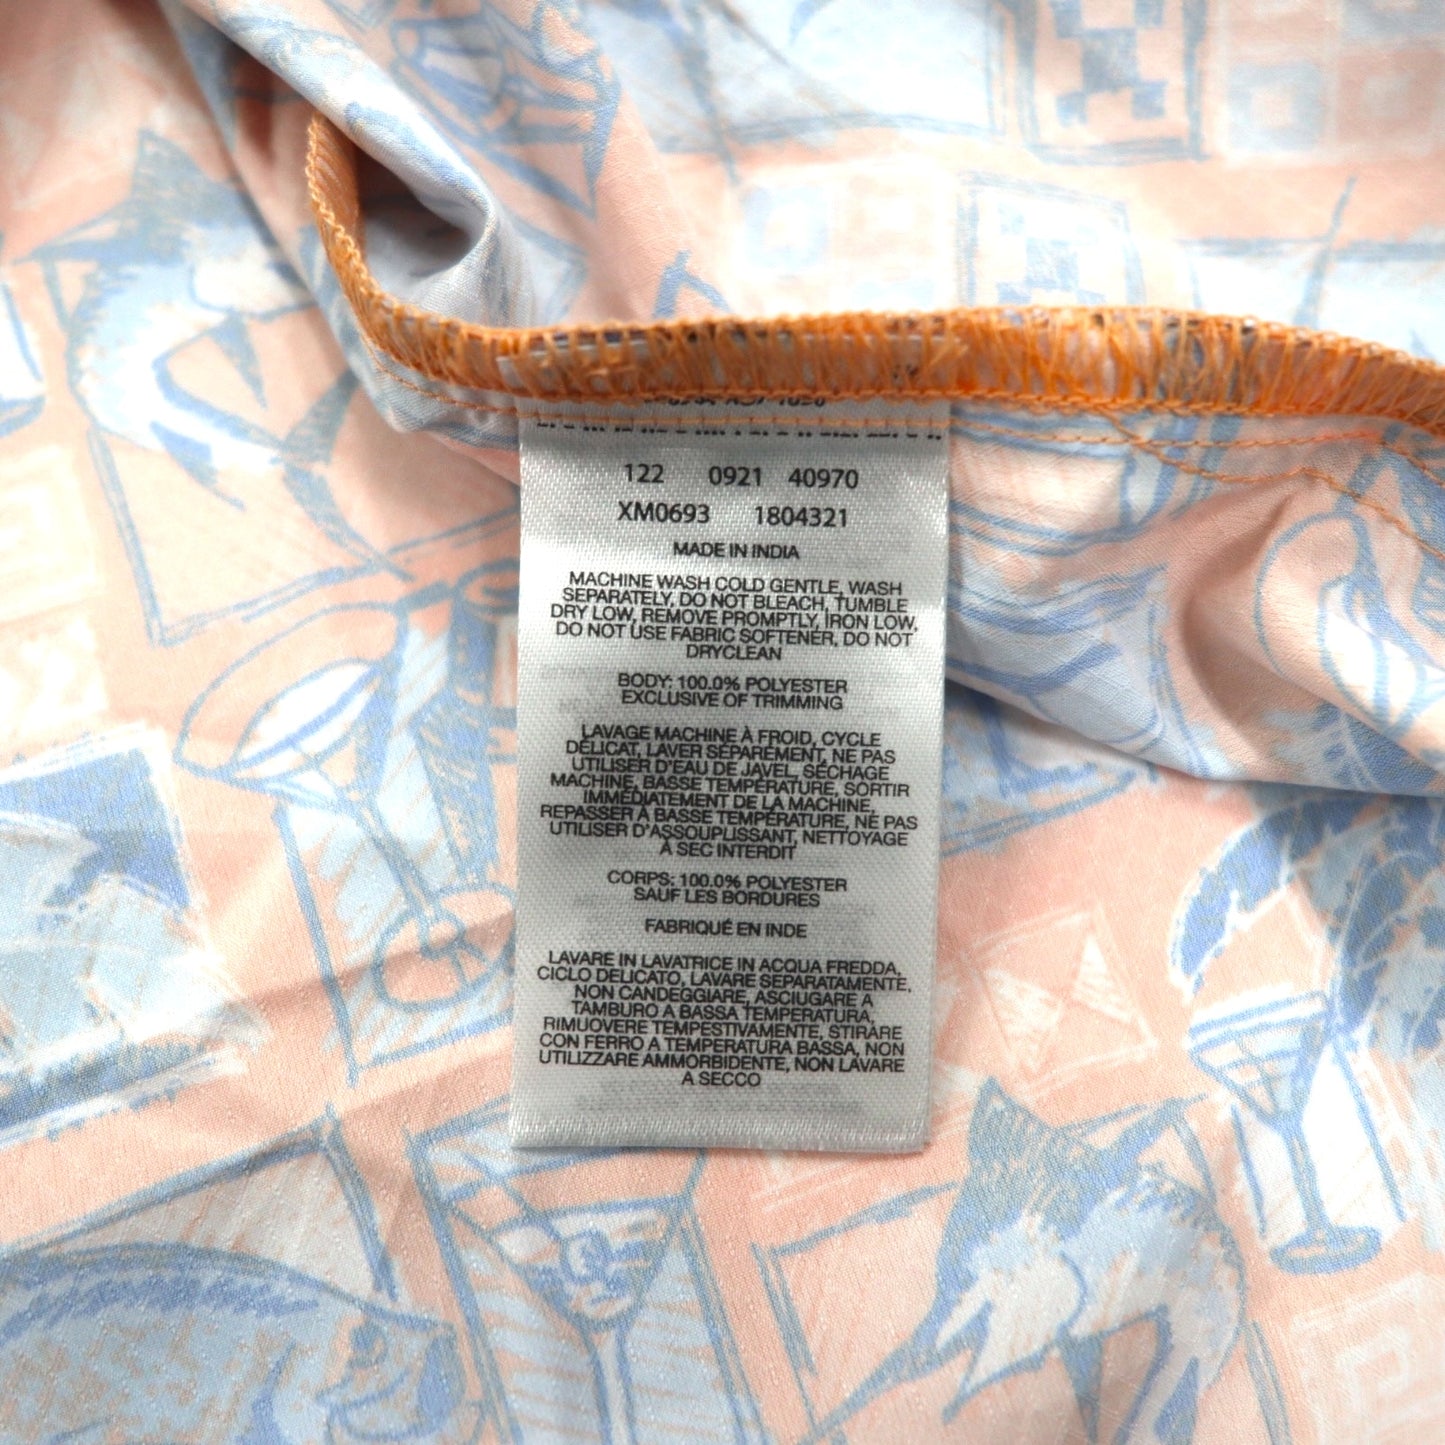 122 0921 40970
XM0693 1804321
MADE IN INDIA
MACHINE WASH COLD GENTLE, WASH
SEPARATELY, DO NOT BLEACH, TUMBLE
DRY LOW, REMOVE PROMPTLY, IRON LOW,
DO NOT USE FABRIC SOFTENER, DO NOT
DRYCLEAN
BODY: 100.0% POLYESTER
EXCLUSIVE OF TRIMMING
LAVAGE MACHINE À FROID, CYCLE
DÉLICAT, LAVER SÉPARÉMENT, NE PAS
UTILISER D'EAU DE JAVEL, SÉCHAGE
MACHINE, BASSE TEMPÉRATURE, SORTIR
IMMÉDIATEMENT DE LA MACHINE,
REPASSER À BASSE TEMPÉRATURE, NE PAS
UTILISER D'ASSOUPLISSANT, NETTOYAGE
À SEC INTERDIT
CORPS: 100.0% POLYESTER
SAUF LES BORDURES
FABRIQUÉ EN INDE
LAVARE IN LAVATRICE IN ACQUA FREDDA,
CICLO DELICATO, LAVARE SEPARATAMENTE,
NON CANDEGGIARE, ASCIUGARE A
TAMBURO A BASSA TEMPERATURA,
RIMUOVERE TEMPESTIVAMENTE, STIRARE
CON FERRO A TEMPERATURA BASSA, NON
UTILIZZARE AMMORBIDENTE, NON LAVARE
A SECCO